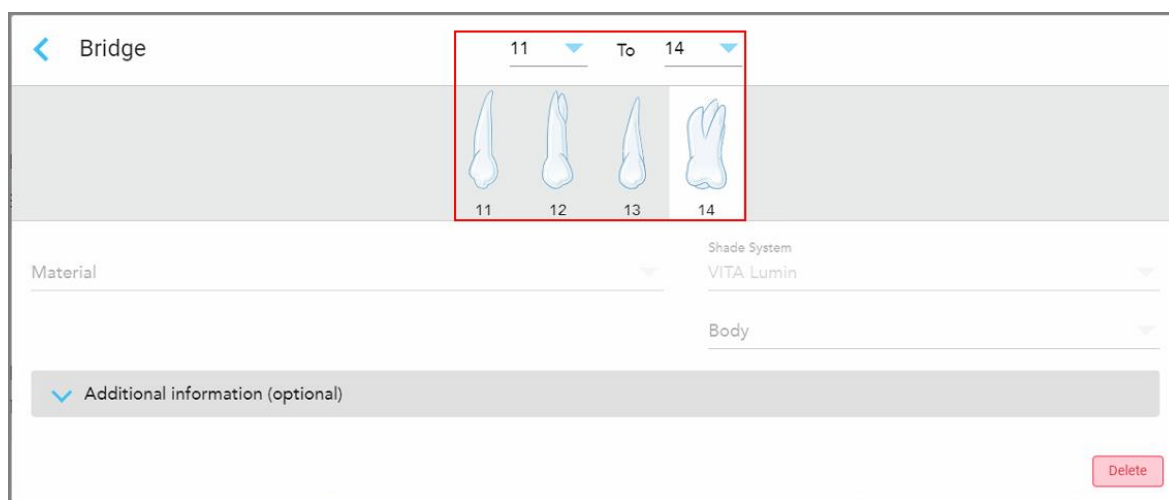 Bridge 11 To 14
11 12 13 14
Shade System
Material VITA Lumin
Body
Additional information (optional)
Delete